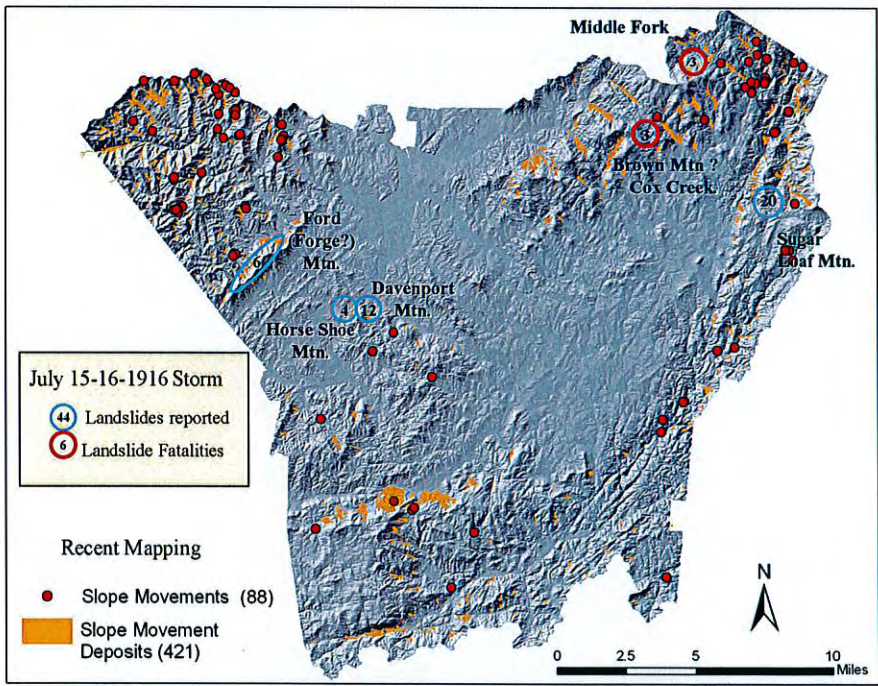 Middle Fork
3
3
Brown Mtn ?
Cox Creek.
20
Sugar
Loaf Mtn.
Ford
(Forge?)
Mtn.
6
Davenport
Mtn.
4 12
Horse Shoe
Mtn.
July 15-16-1916 Storm
44 Landslides reported
6 Landslide Fatalities
Recent Mapping
Slope Movements (88)
Slope Movement
Deposits (421)
N
0 2.5 5 10
Miles